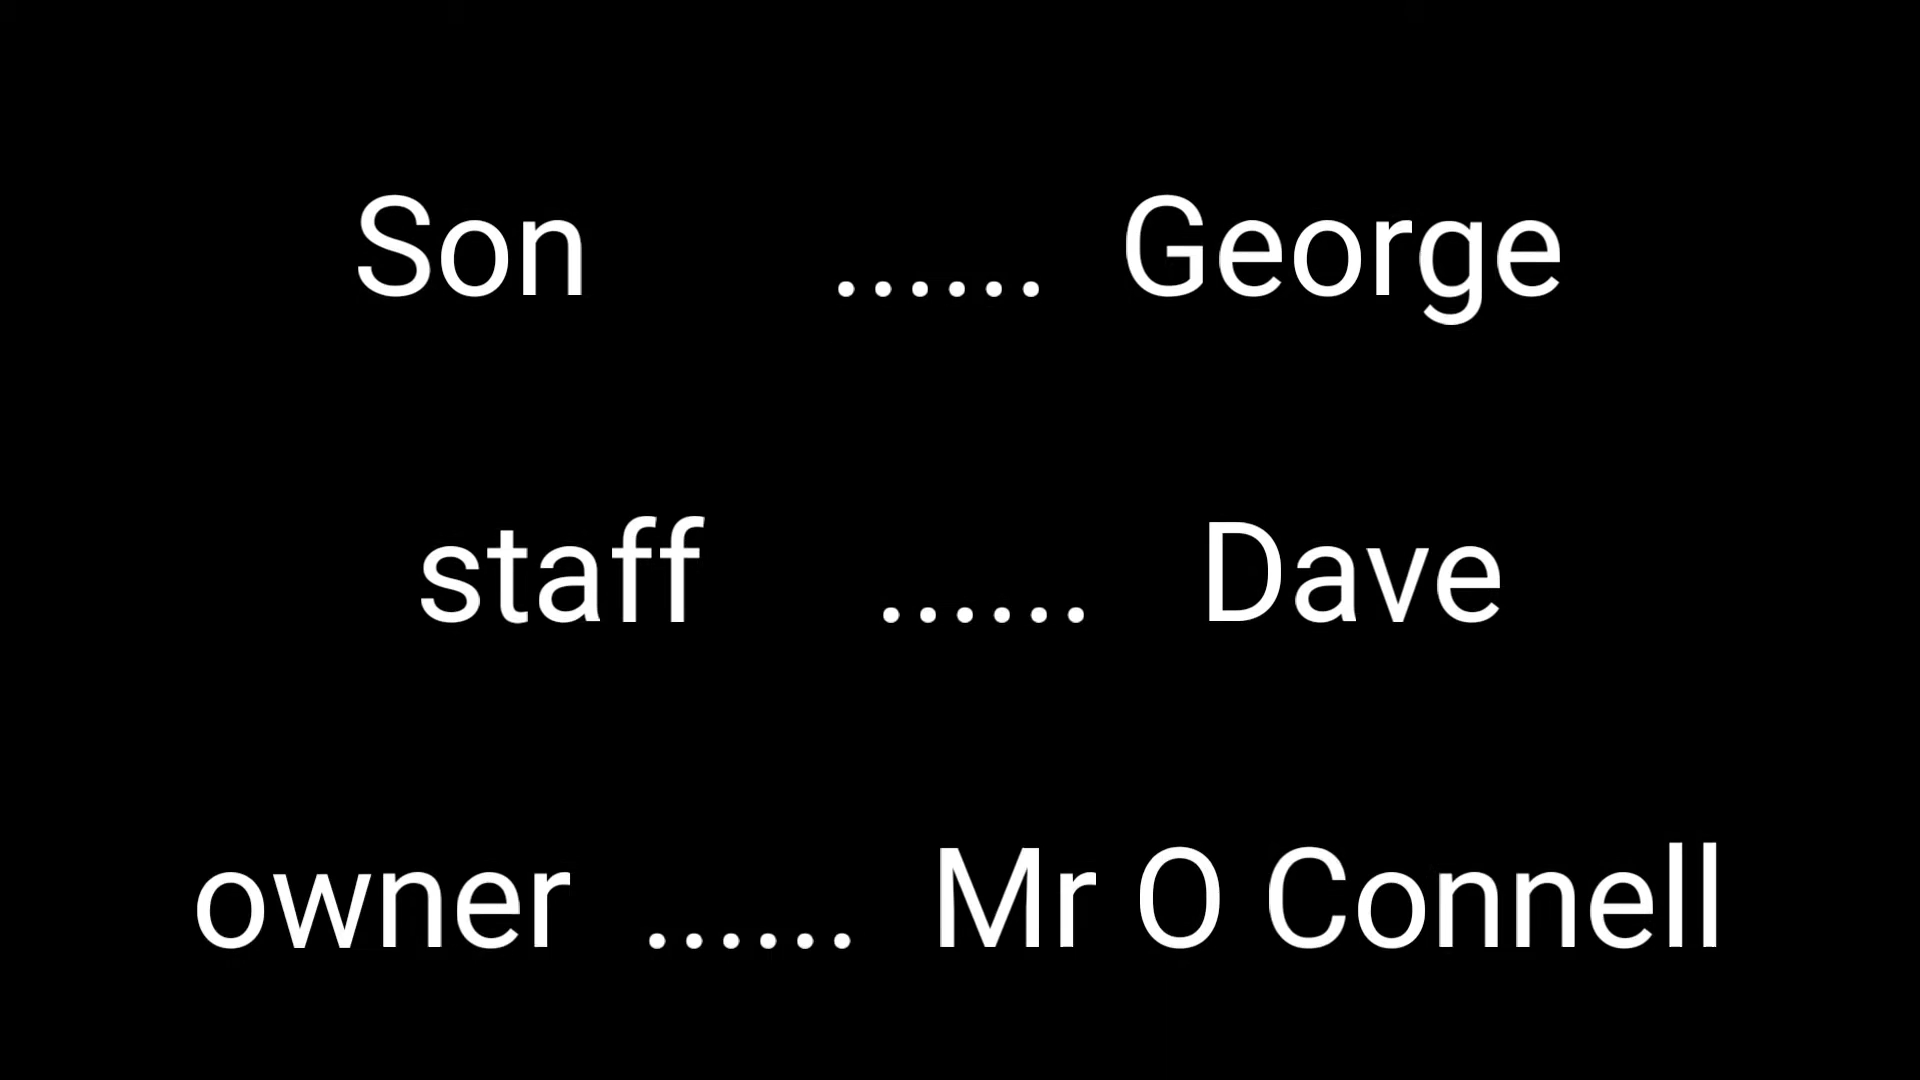 Son ...... George
staff ...... Dave
owner ...... Mr O Connell